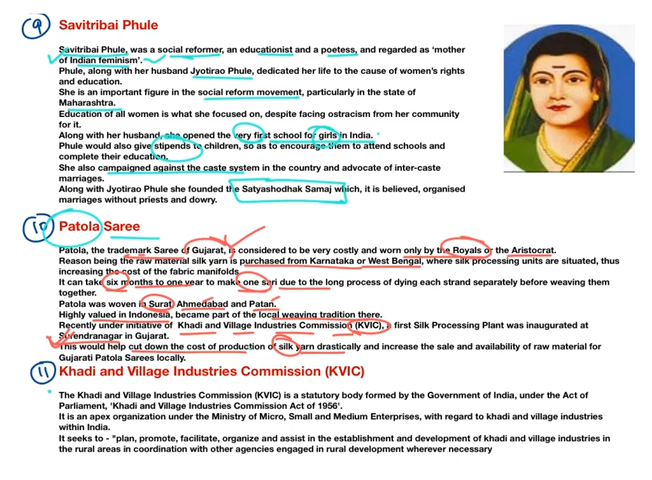 9 Savitribai Phule
Savitribai Phule, was a social reformer, an educationist and a poetess, and regarded as ‘mother
of Indian feminism’.
Phule, along with her husband Jyotirao Phule, dedicated her life to the cause of women’s rights
and education.
She is an important figure in the social reform movement, particularly in the state of
Maharashtra.
Education of all women is what she focused on, despite facing ostracism from her community
for it.
Along with her husband, she opened the very first school for girls in India.
Phule would also give stipends to children, so as to encourage them to attend schools and
complete their education.
She also campaigned against the caste system in the country and advocate of inter-caste
marriages.
Along with Jyotirao Phule she founded the Satyashodhak Samaj which, it is believed, organised
marriages without priests and dowry.
10 Patola Saree
Patola, the trademark Saree of Gujarat, is considered to be very costly and worn only by the Royals or the Aristocrat.
Reason being the raw material silk yarn is purchased from Karnataka or West Bengal, where silk processing units are situated, thus
increasing the cost of the fabric manifolds
It can take six months to one year to make one sari due to the long process of dying each strand separately before weaving them
together.
Patola was woven in Surat, Ahmedabad and Patan.
Highly valued in Indonesia, became part of the local weaving tradition there.
Recently under initiative of Khadi and Village Industries Commission (KVIC), a first Silk Processing Plant was inaugurated at
Surendranagar in Gujarat.
This would help cut down the cost of production of silk yarn drastically and increase the sale and availability of raw material for
Gujarati Patola Sarees locally.
11 Khadi and Village Industries Commission (KVIC)
The Khadi and Village Industries Commission (KVIC) is a statutory body formed by the Government of India, under the Act of
Parliament, 'Khadi and Village Industries Commission Act of 1956'.
It is an apex organization under the Ministry of Micro, Small and Medium Enterprises, with regard to khadi and village industries
within India.
It seeks to - "plan, promote, facilitate, organize and assist in the establishment and development of khadi and village industries in
the rural areas in coordination with other agencies engaged in rural development wherever necessary